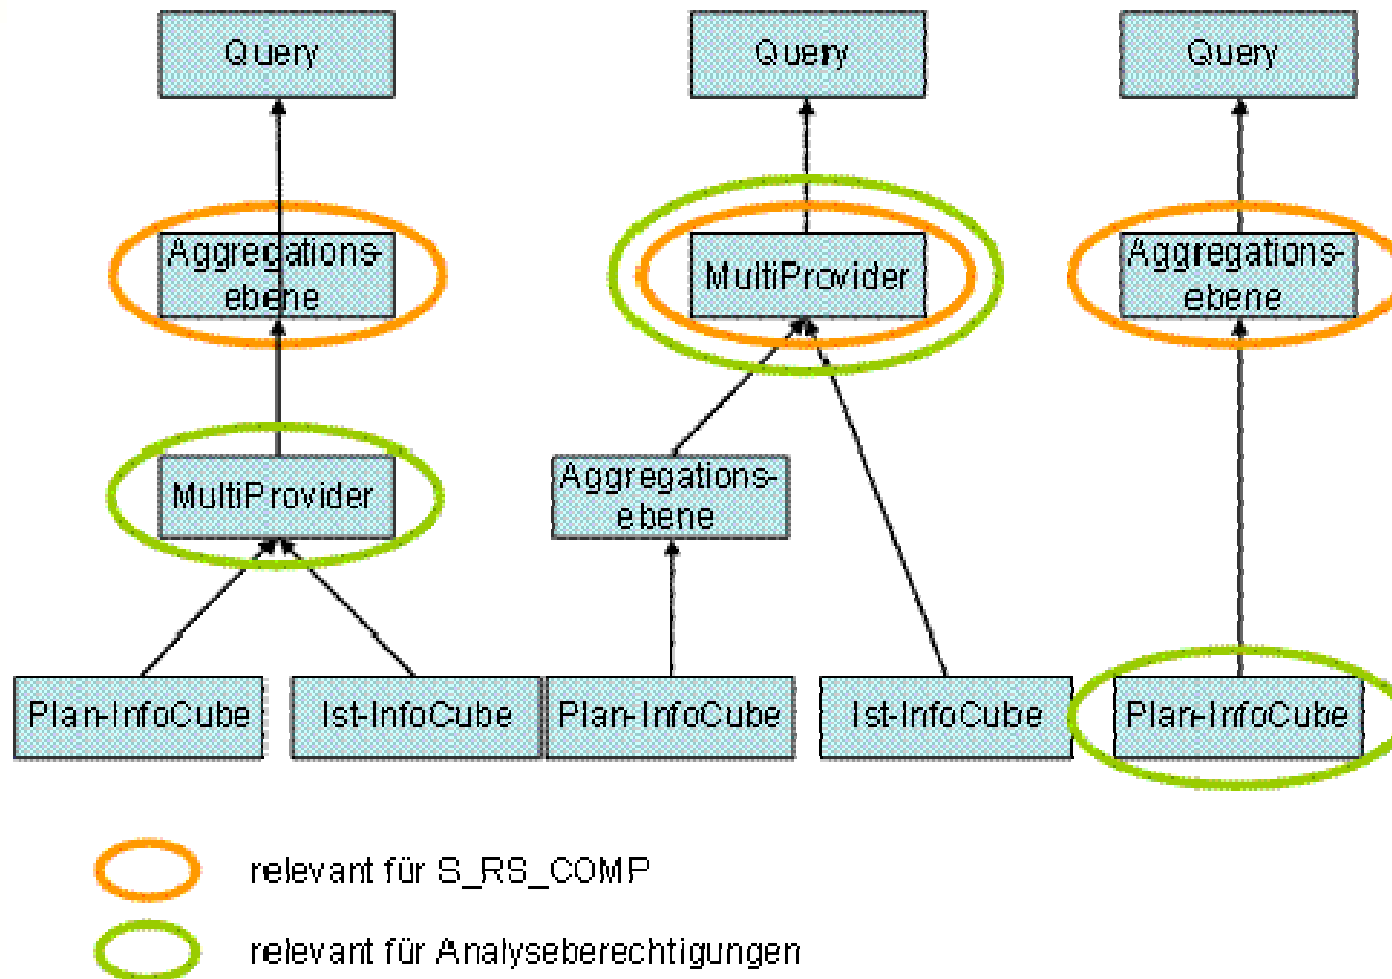 Query
Query
Query
Aggregations-
ebene
MultiProvider
Aggregations-
ebene
MultiProvider
Aggregations-
ebene
Plan-InfoCube
Ist-InfoCube
Plan-InfoCube
Ist-InfoCube
Plan-InfoCube
relevant für S_RS_COMP
relevant für Analyseberechtigungen